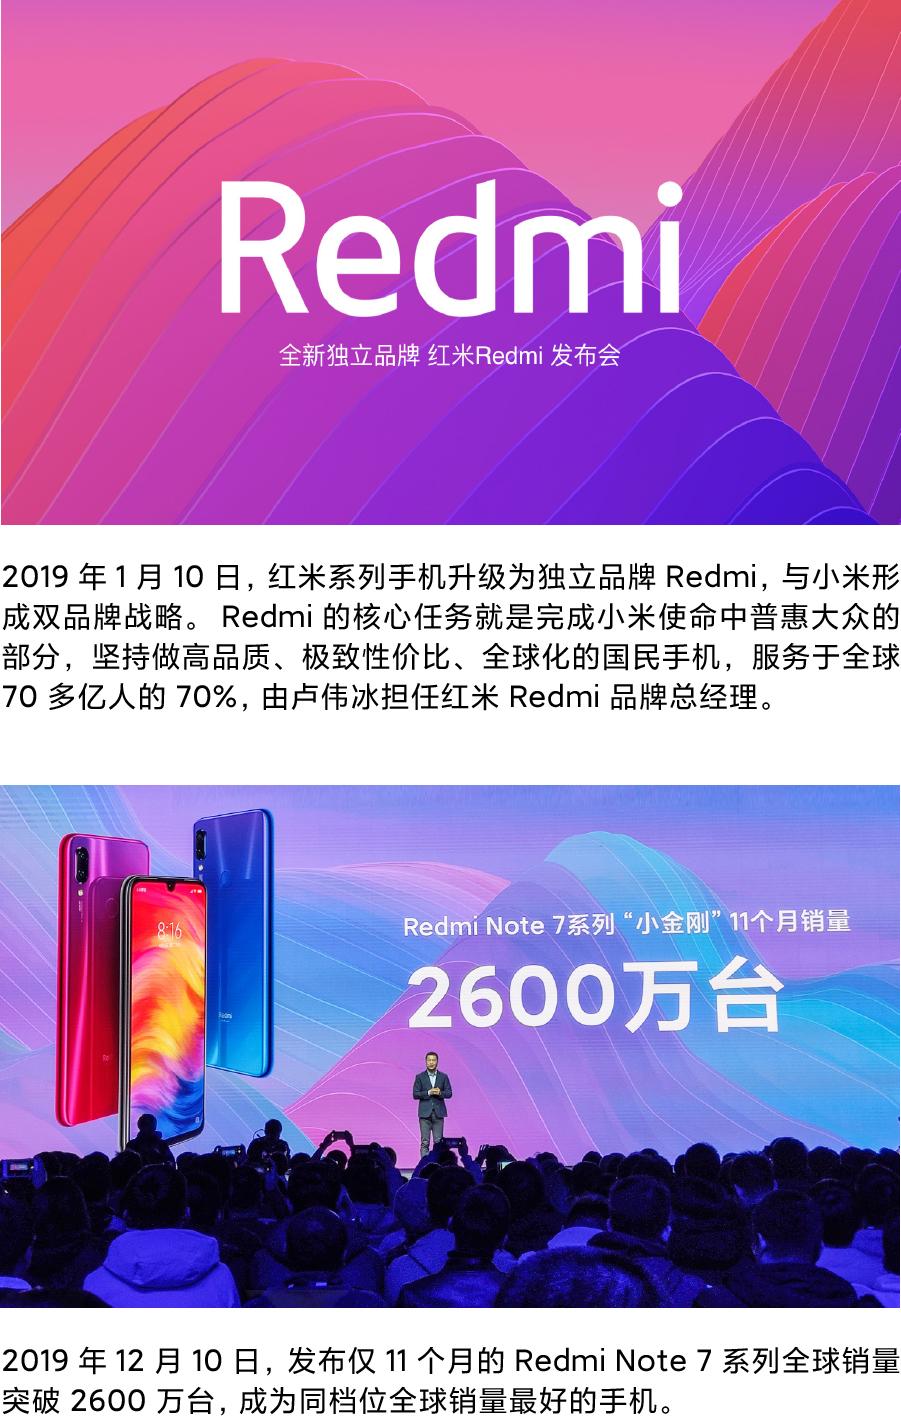 Redmi
全新独立品牌 红米Redmi 发布会
2019 年 1 月 10 日，红米系列手机升级为独立品牌 Redmi，与小米形
成双品牌战略。 Redmi 的核心任务就是完成小米使命中普惠大众的
部分，坚持做高品质、极致性价比、全球化的国民手机，服务于全球
70 多亿人的 70%，由卢伟冰担任红米 Redmi 品牌总经理。
Redmi Note 7系列“小金刚”11个月销量
2600万台
8:16
Redmi
2019 年 12 月 10 日，发布仅 11 个月的 Redmi Note 7 系列全球销量
突破 2600 万台，成为同档位全球销量最好的手机。